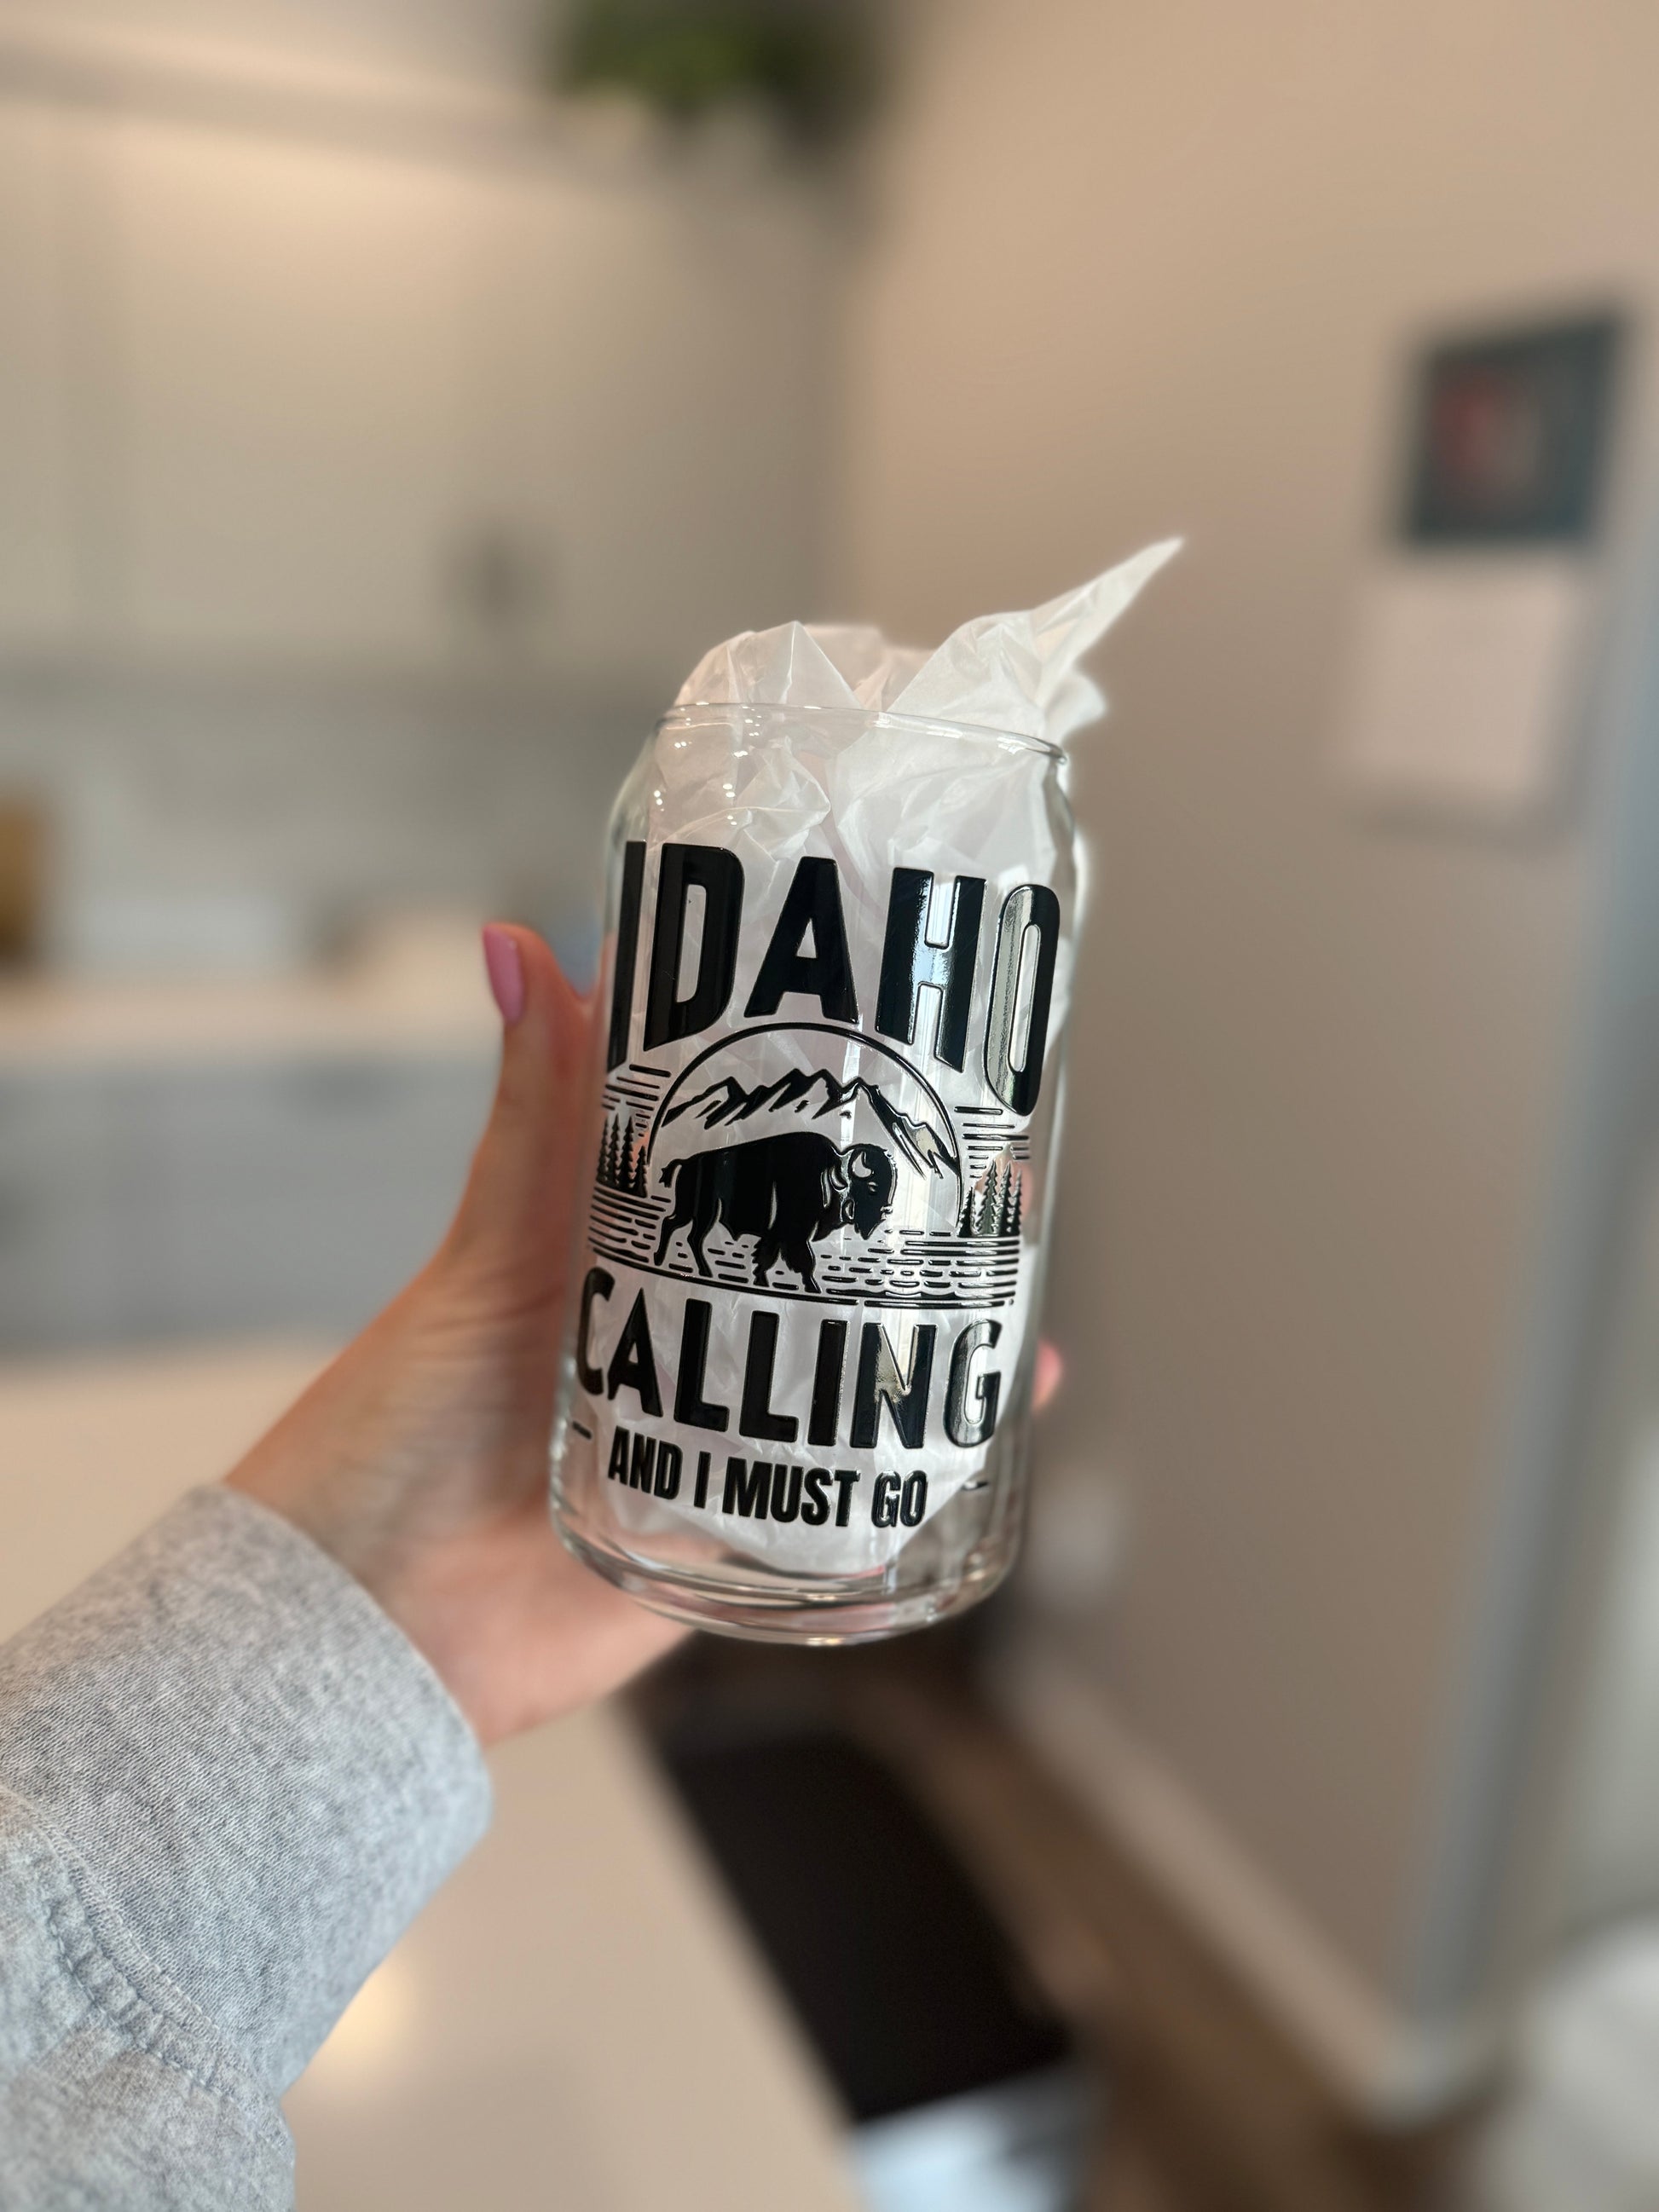 IDAHO
CALLING
AND I MUST GO